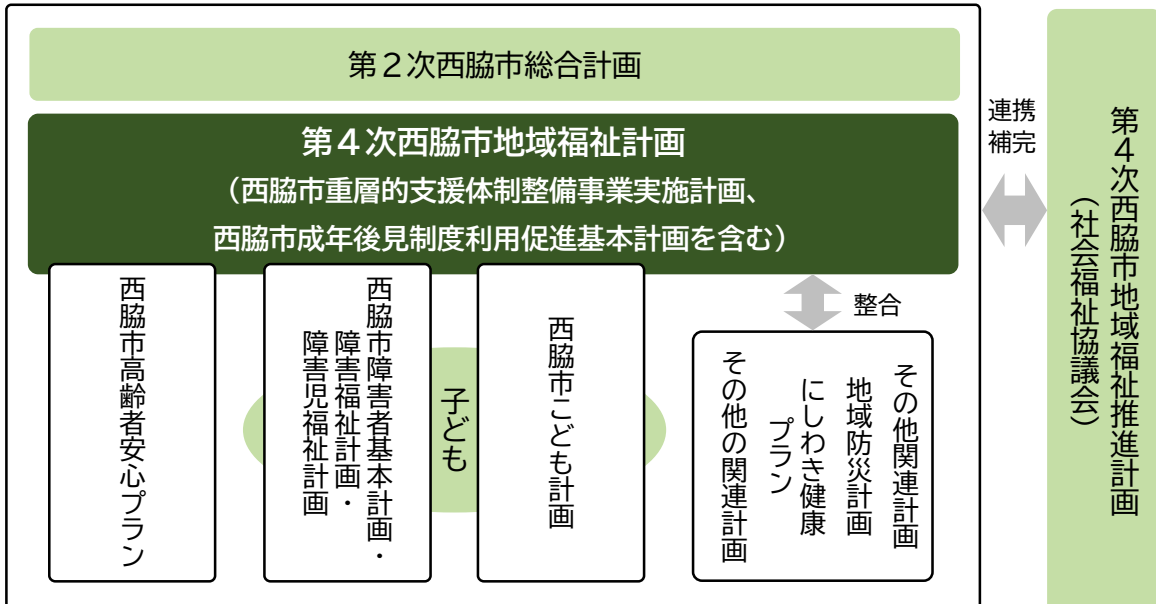 第２次西脇市総合計画
第４次西脇市地域福祉計画
（西脇市重層的支援体制整備事業実施計画、
西脇市成年後見制度利用促進基本計画を含む）
西脇市高齢者安心プラン
西脇市障害者基本計画・
障害福祉計画・
障害児福祉計画
子ども
西脇市こども計画
整合
その他関連計画
地域防災計画
にしわき健康
プラン
その他の関連計画
連携
補完
第４次西脇市地域福祉推進計画
（社会福祉協議会）